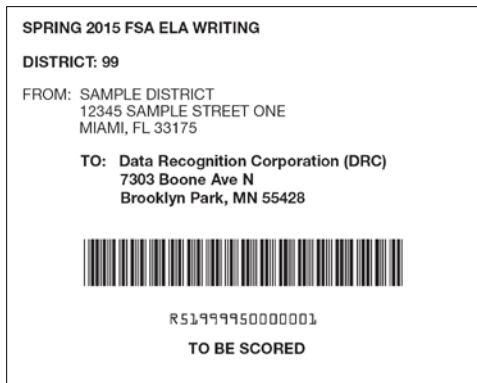 SPRING 2015 FSA ELA WRITING
DISTRICT: 99
FROM: SAMPLE DISTRICT
12345 SAMPLE STREET ONE
MIAMI, FL 33175
TO: Data Recognition Corporation (DRC)
7303 Boone Ave N
Brooklyn Park, MN 55428
R51999950000001
TO BE SCORED